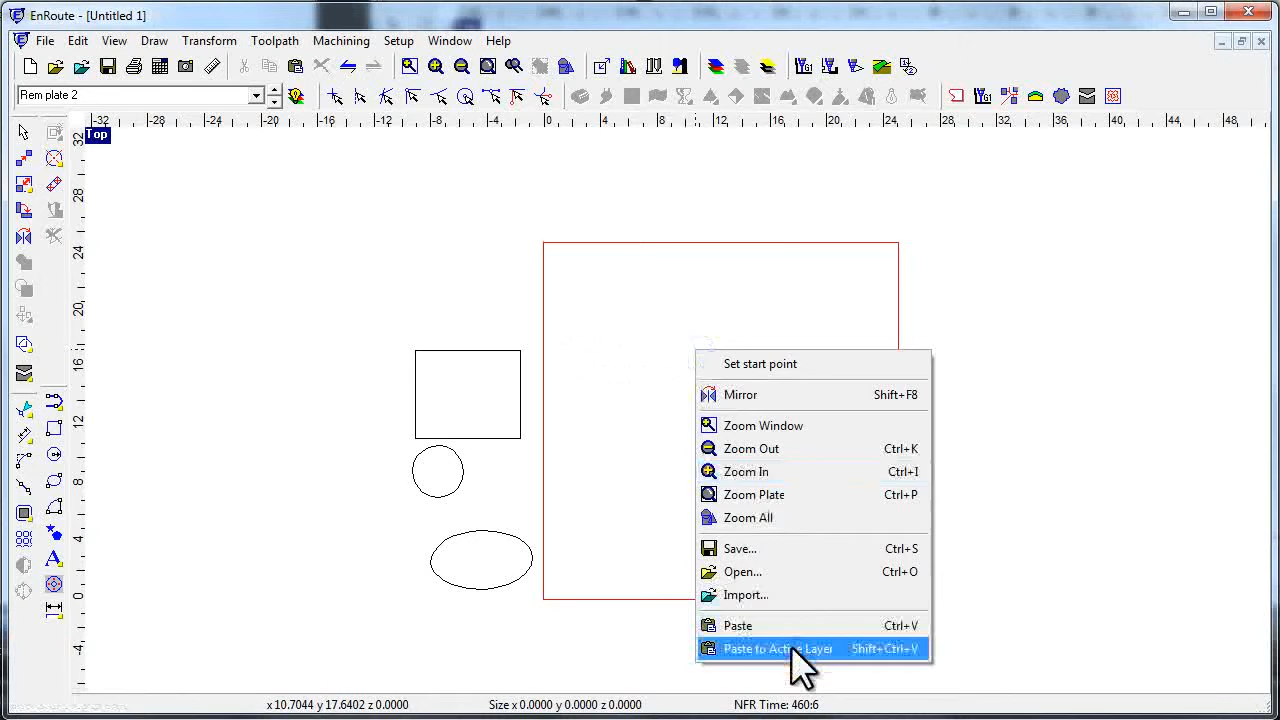 EnRoute - [Untitled 1]
File Edit View Draw Transform Toolpath Machining Setup Window Help
Rem plate 2
-32 -28 -24 -20 -16 -12 -8 -4 0 4 8 12 16 20 24 28 32 36 40 44 48
Top
32
28
24
20
16
12
8
4
0
-4
Set start point
Mirror Shift+F8
Zoom Window
Zoom Out Ctrl+K
Zoom In Ctrl+I
Zoom Plate Ctrl+P
Zoom All
Save... Ctrl+S
Open... Ctrl+O
Import...
Paste Ctrl+V
Paste to Active Layer Shift+Ctrl+V
x 10.7044 y 17.6402 z 0.0000 Size x 0.0000 y 0.0000 z 0.0000 NFR Time: 460:6